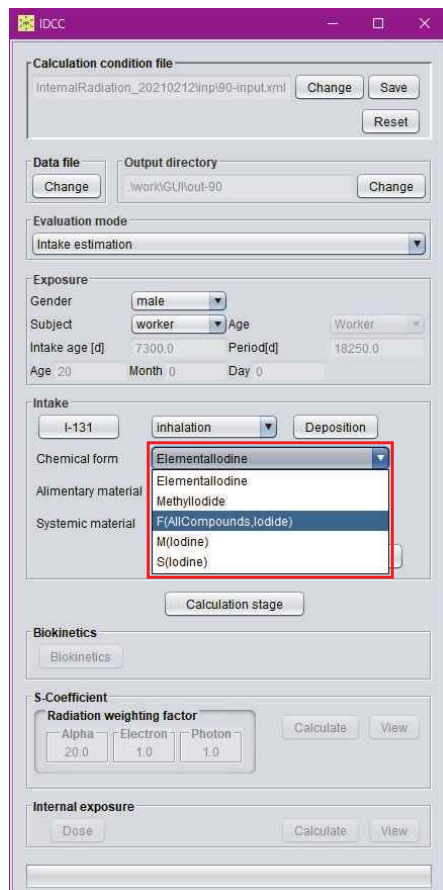 IDCC
Calculation condition file
InternalRadiation_20210212\inp\90-input.xml Change Save
Reset
Data file Output directory
Change .\work\GUI\out-90 Change
Evaluation mode
Intake estimation
Exposure
Gender male
Subject worker Age Worker
Intake age [d] 7300.0 Period[d] 18250.0
Age 20 Month 0 Day 0
Intake
I-131 inhalation Deposition
Chemical form ElementalIodine
ElementalIodine
Alimentary material MethylIodide
Systemic material F(AllCompounds,Iodide)
M(Iodine)
S(Iodine)
Calculation stage
Biokinetics
Biokinetics
S-Coefficient
Radiation weighting factor
Alpha Electron Photon Calculate View
20.0 1.0 1.0
Internal exposure
Dose Calculate View